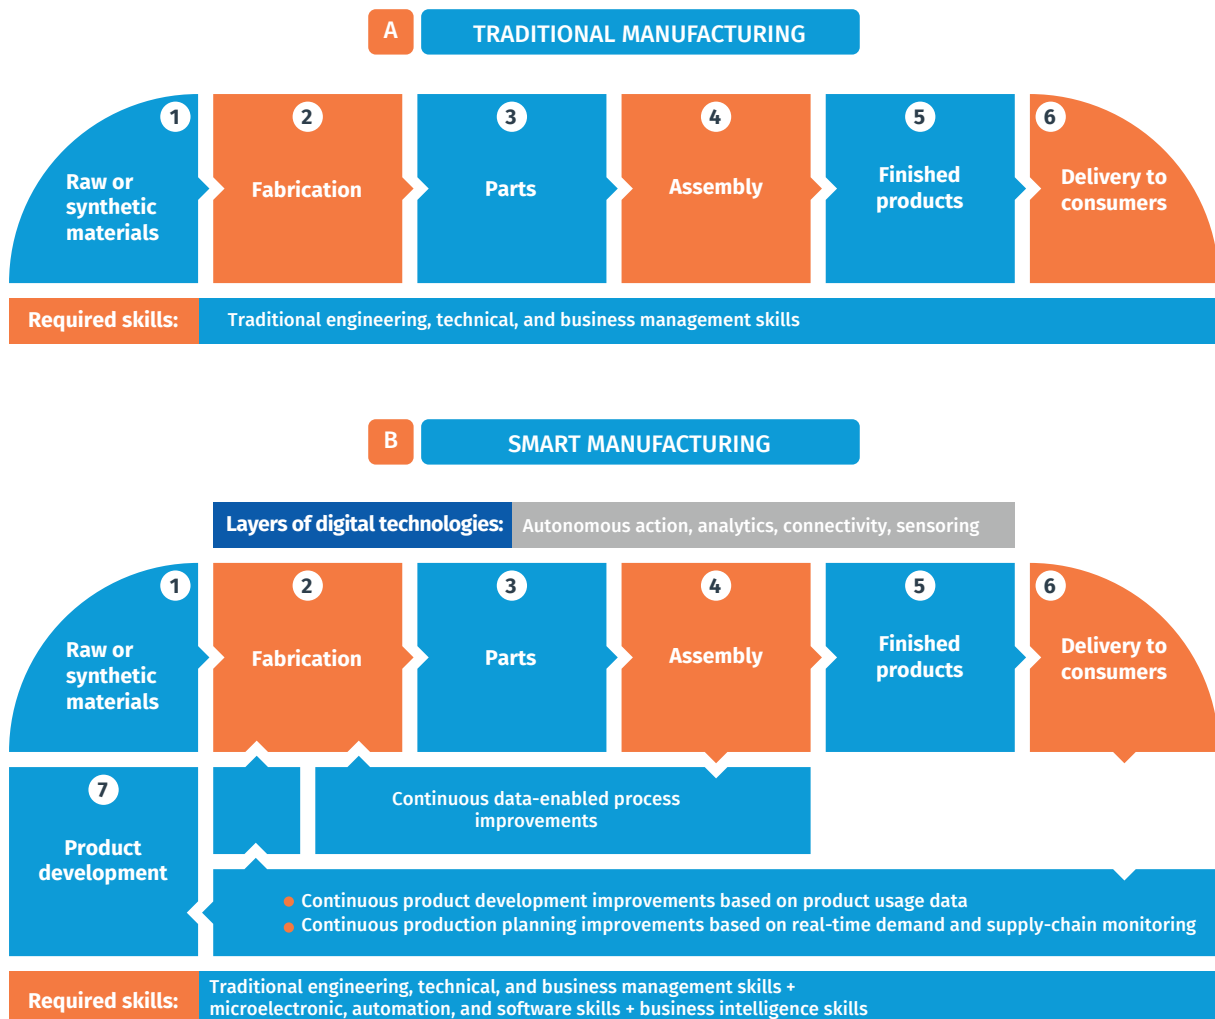 A
TRADITIONAL MANUFACTURING
1
Raw or
synthetic
materials
2
Fabrication
3
Parts
4
Assembly
5
Finished
products
6
Delivery to
consumers
Required skills:
Traditional engineering, technical, and business management skills
B
SMART MANUFACTURING
Layers of digital technologies:
Autonomous action, analytics, connectivity, sensoring
1
Raw or
synthetic
materials
2
Fabrication
3
Parts
4
Assembly
5
Finished
products
6
Delivery to
consumers
7
Product
development
Continuous data-enabled process
improvements
Continuous product development improvements based on product usage data
Continuous production planning improvements based on real-time demand and supply-chain monitoring
Required skills:
Traditional engineering, technical, and business management skills +
microelectronic, automation, and software skills + business intelligence skills